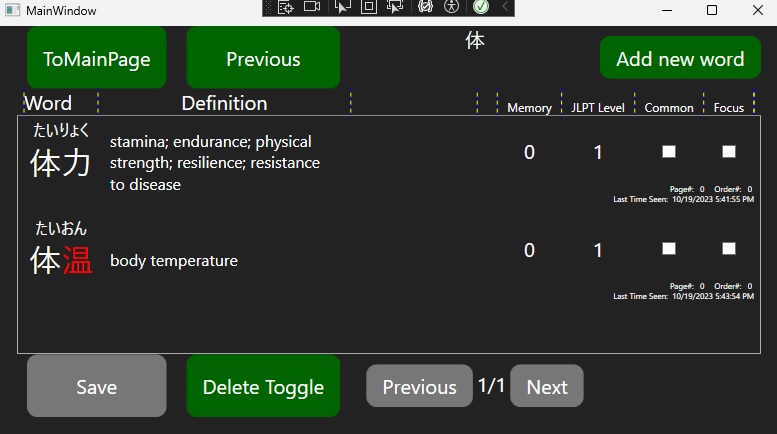 MainWindow
ToMainPage
Previous
体
Add new word
Word
Definition
Memory
JLPT Level
Common
Focus
たいりょく
体力
stamina; endurance; physical
strength; resilience; resistance
to disease
0
1
Page#: 0 Order#: 0
Last Time Seen: 10/19/2023 5:41:55 PM
たいおん
体温
body temperature
0
1
Page#: 0 Order#: 0
Last Time Seen: 10/19/2023 5:43:54 PM
Save
Delete Toggle
Previous
1/1
Next